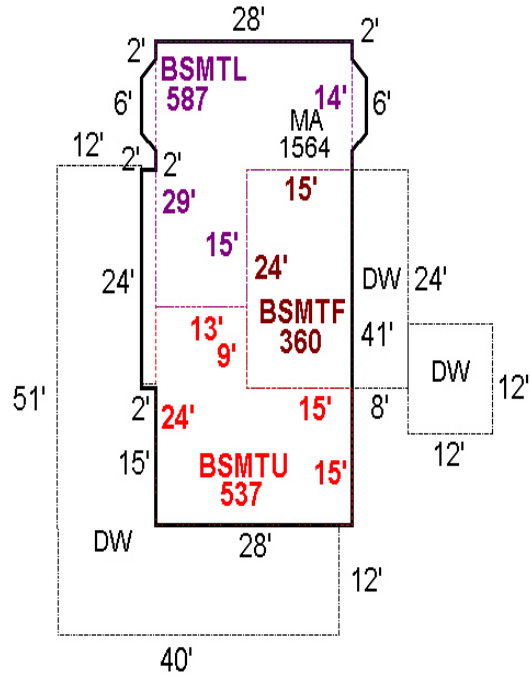 28'
2' 2'
BSMTL
587
14'
6' 6'
MA
1564
12' 2' 2'
15'
29'
15'
24' 24' DW 24'
BSMTF
360
13' 41'
9' DW
51' 12'
2' 24' 15' 8'
12'
15' BSMTU 15'
537
DW 28'
12'
40'